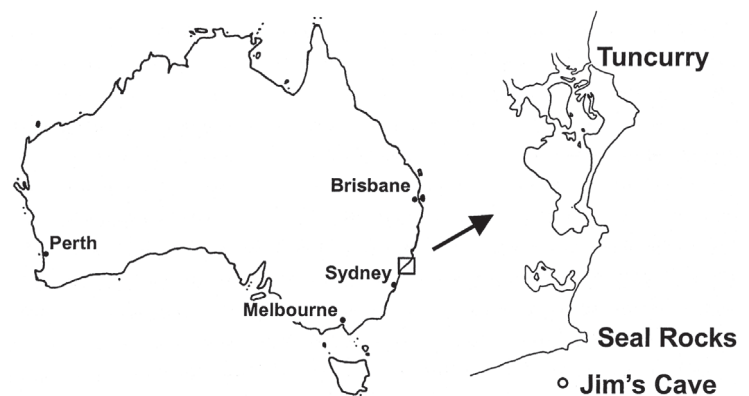 Tuncurry
Brisbane
Perth
Sydney
Melbourne
Seal Rocks
Jim's Cave